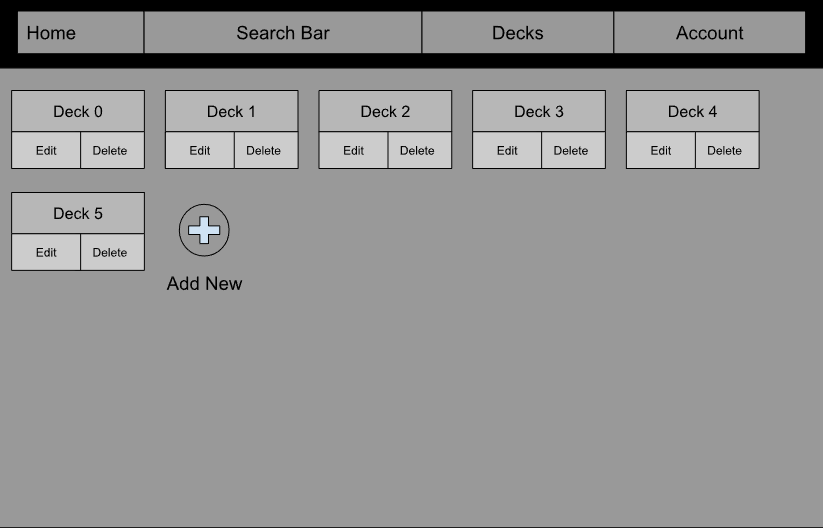 Home Search Bar Decks Account
Deck 0 Deck 1 Deck 2 Deck 3 Deck 4
Edit Delete Edit Delete Edit Delete Edit Delete Edit Delete
Deck 5
Edit Delete
Add New